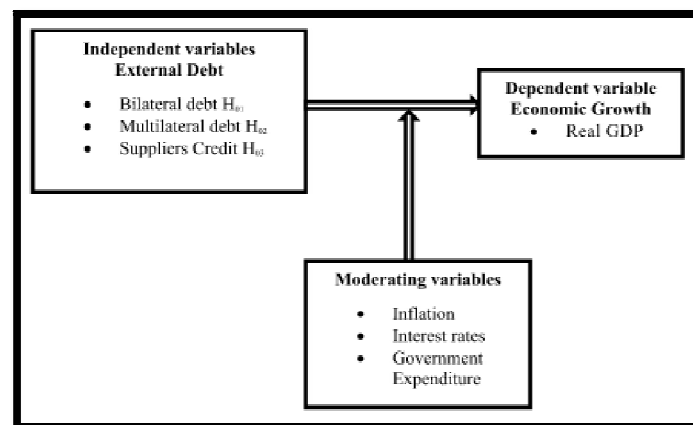 Independent variables
External Debt
• Bilateral debt H₀₁
• Multilateral debt H₀₂
• Suppliers Credit H₀₃
Dependent variable
Economic Growth
• Real GDP
Moderating variables
• Inflation
• Interest rates
• Government
Expenditure